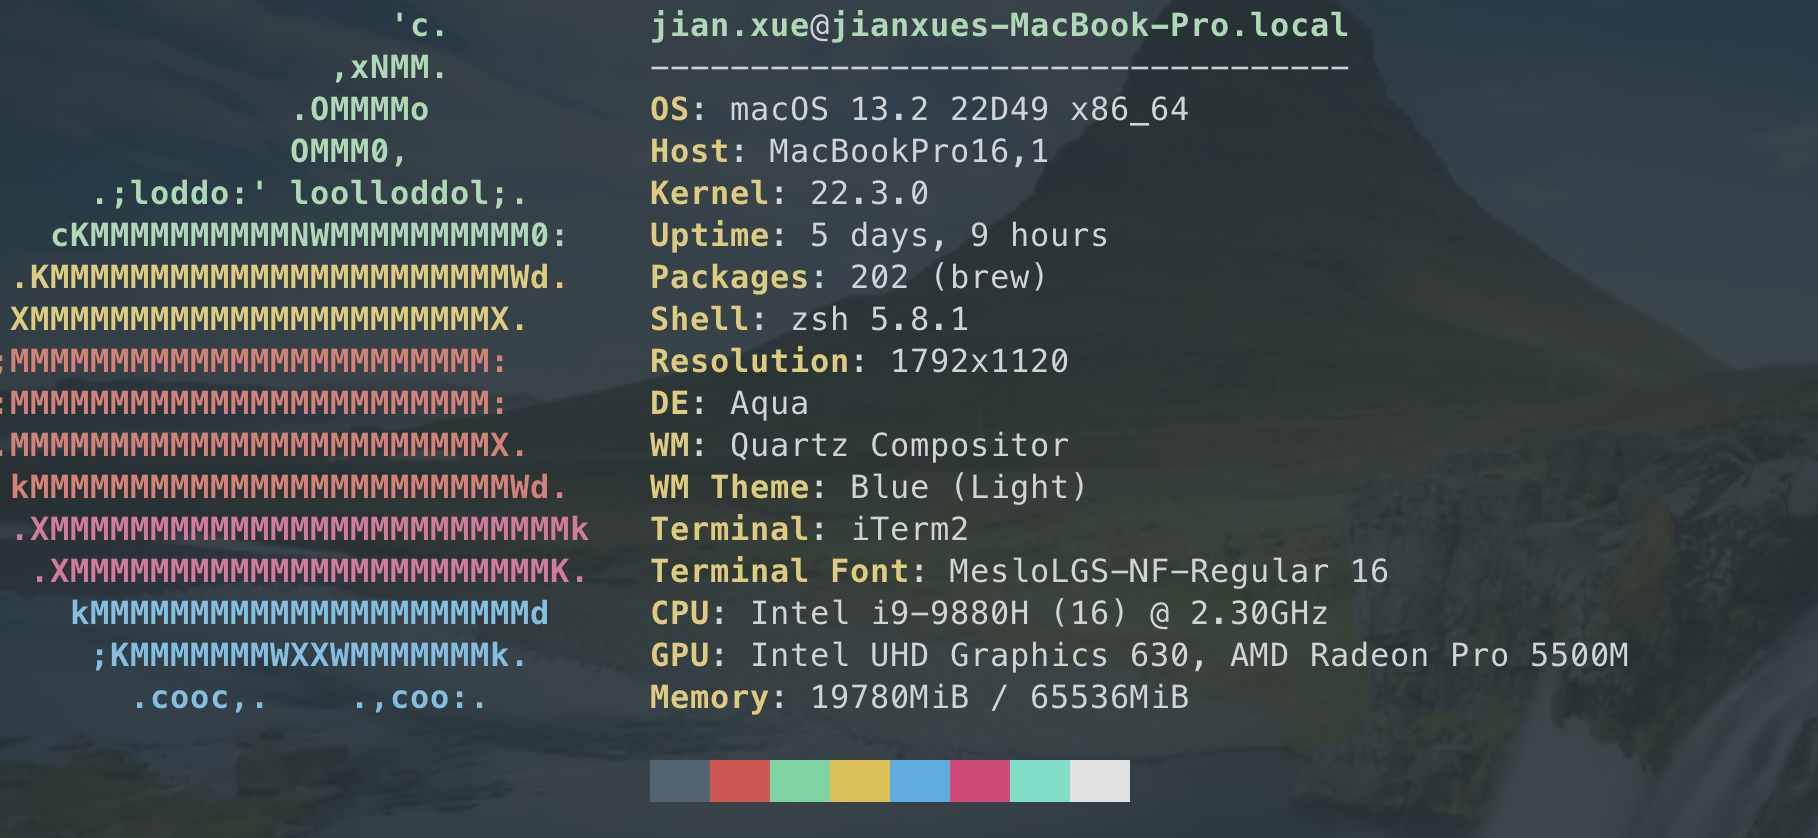 'c.
,xNMM.
.OMMMMo
OMMM0,
.;loddo:' loolloddol;.
cKMMMMMMMMMMNWMMMMMMMMMM0:
.KMMMMMMMMMMMMMMMMMMMMMMMWd.
XMMMMMMMMMMMMMMMMMMMMMMMX.
;MMMMMMMMMMMMMMMMMMMMMMMM:
:MMMMMMMMMMMMMMMMMMMMMMMM:
.MMMMMMMMMMMMMMMMMMMMMMMMX.
kMMMMMMMMMMMMMMMMMMMMMMMMWd.
.XMMMMMMMMMMMMMMMMMMMMMMMMMMk
.XMMMMMMMMMMMMMMMMMMMMMMMMK.
kMMMMMMMMMMMMMMMMMMMMMMd
;KMMMMMMMWXXWMMMMMMMk.
.cooc,.    .,coo:.
jian.xue@jianxues-MacBook-Pro.local
-----------------------------------
OS: macOS 13.2 22D49 x86_64
Host: MacBookPro16,1
Kernel: 22.3.0
Uptime: 5 days, 9 hours
Packages: 202 (brew)
Shell: zsh 5.8.1
Resolution: 1792x1120
DE: Aqua
WM: Quartz Compositor
WM Theme: Blue (Light)
Terminal: iTerm2
Terminal Font: MesloLGS-NF-Regular 16
CPU: Intel i9-9880H (16) @ 2.30GHz
GPU: Intel UHD Graphics 630, AMD Radeon Pro 5500M
Memory: 19780MiB / 65536MiB